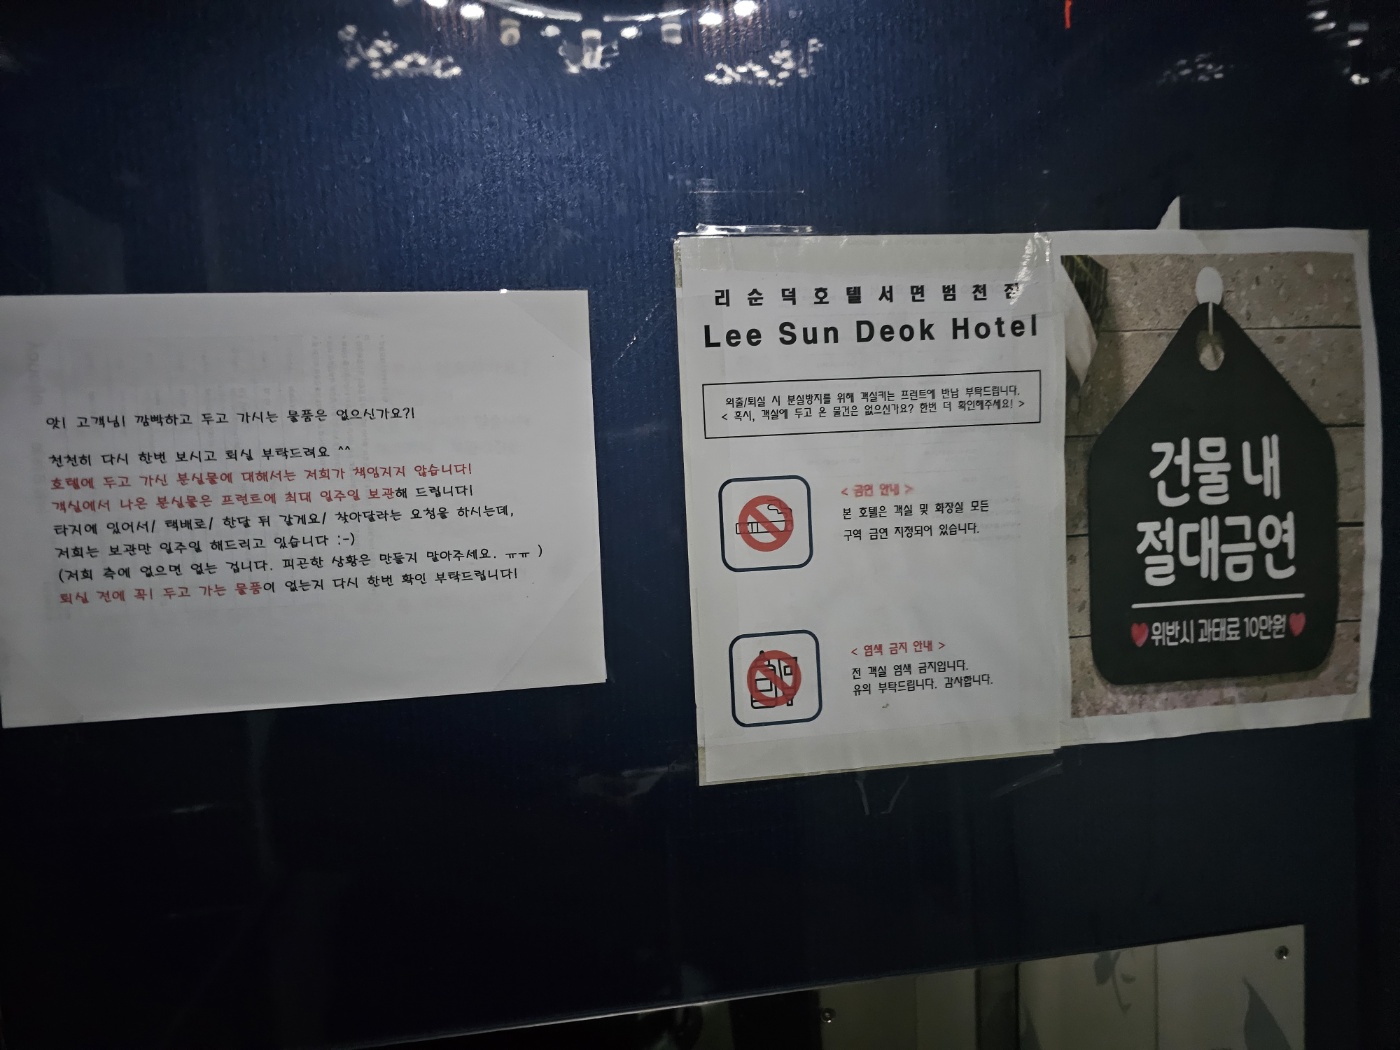 앗! 고객님! 깜빡하고 두고 가시는 물품은 없으신가요?!
천천히 다시 한번 보시고 퇴실 부탁드려요 ^^
호텔에 두고 가신 분실물에 대해서는 저희가 책임지지 않습니다!
객실에서 나온 분실물은 프런트에 최대 일주일 보관해 드립니다!
타지에 있어서/ 택배로/ 한달 뒤 갈게요/ 찾아달라는 요청을 하시는데,
저희는 보관만 일주일 해드리고 있습니다 :-)
(저희 측에 없으면 없는 겁니다. 피곤한 상황은 만들지 말아주세요. ㅠㅠ )
퇴실 전에 꼭! 두고 가는 물품이 없는지 다시 한번 확인 부탁드립니다!
리순덕호텔서면범천점
Lee Sun Deok Hotel
외출/퇴실 시 분실방지를 위해 객실키는 프런트에 반납 부탁드립니다.
< 혹시, 객실에 두고 온 물건은 없으신가요? 한번 더 확인해주세요! >
< 금연 안내 >
본 호텔은 객실 및 화장실 모든
구역 금연 지정되어 있습니다.
< 염색 금지 안내 >
전 객실 염색 금지입니다.
유의 부탁드립니다. 감사합니다.
건물 내
절대금연
위반시 과태료 10만원